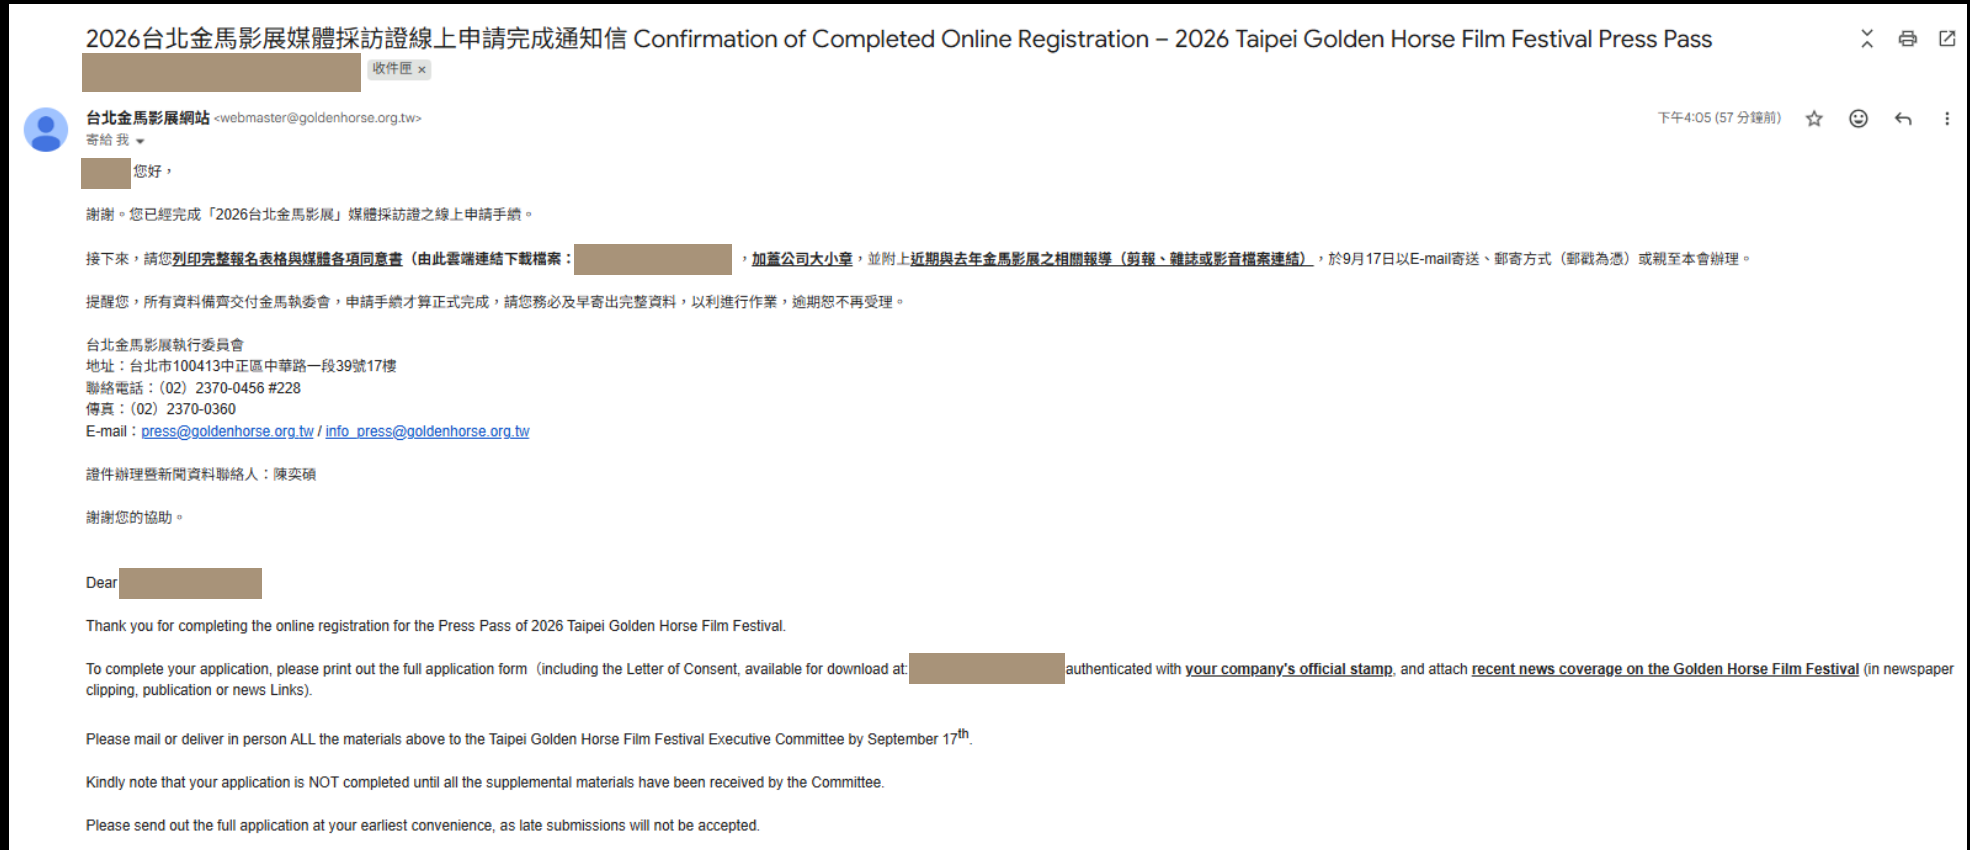 2026台北金馬影展媒體採訪證線上申請完成通知信 Confirmation of Completed Online Registration – 2026 Taipei Golden Horse Film Festival Press Pass
收件匣 ×
台北金馬影展網站 <webmaster@goldenhorse.org.tw>
下午4:05 (57 分鐘前)
寄給 我
您好，
謝謝。您已經完成「2026台北金馬影展」媒體採訪證之線上申請手續。
接下來，請您列印完整報名表格與媒體各項同意書（由此雲端連結下載檔案： ，加蓋公司大小章，並附上近期與去年金馬影展之相關報導（剪報、雜誌或影音檔案連結），於9月17日以E-mail寄送、郵寄方式（郵戳為憑）或親至本會辦理。
提醒您，所有資料備齊交付金馬執委會，申請手續才算正式完成，請您務必及早寄出完整資料，以利進行作業，逾期恕不再受理。
台北金馬影展執行委員會
地址：台北市100413中正區中華路一段39號17樓
聯絡電話：（02）2370-0456 #228
傳真：（02）2370-0360
E-mail：press@goldenhorse.org.tw / info_press@goldenhorse.org.tw
證件辦理暨新聞資料聯絡人：陳奕碩
謝謝您的協助。
Dear
Thank you for completing the online registration for the Press Pass of 2026 Taipei Golden Horse Film Festival.
To complete your application, please print out the full application form（including the Letter of Consent, available for download at: authenticated with your company's official stamp, and attach recent news coverage on the Golden Horse Film Festival (in newspaper
clipping, publication or news Links).
Please mail or deliver in person ALL the materials above to the Taipei Golden Horse Film Festival Executive Committee by September 17th.
Kindly note that your application is NOT completed until all the supplemental materials have been received by the Committee.
Please send out the full application at your earliest convenience, as late submissions will not be accepted.